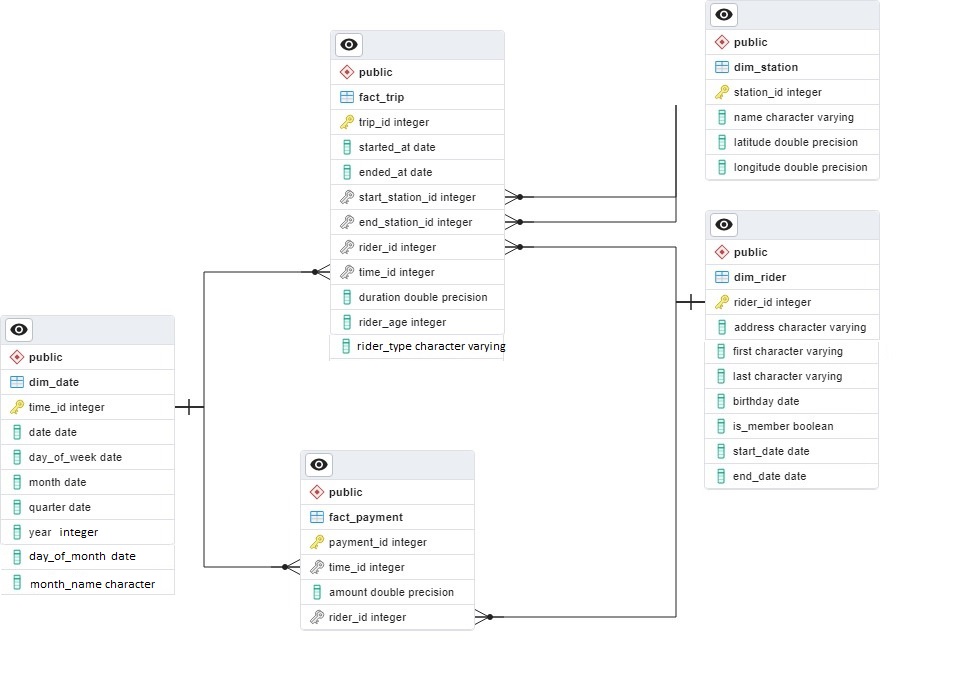 public
fact_trip
trip_id integer
started_at date
ended_at date
start_station_id integer
end_station_id integer
rider_id integer
time_id integer
duration double precision
rider_age integer
rider_type character varying
public
dim_station
station_id integer
name character varying
latitude double precision
longitude double precision
public
dim_rider
rider_id integer
address character varying
first character varying
last character varying
birthday date
is_member boolean
start_date date
end_date date
public
dim_date
time_id integer
date date
day_of_week date
month date
quarter date
year integer
day_of_month date
month_name character
public
fact_payment
payment_id integer
time_id integer
amount double precision
rider_id integer